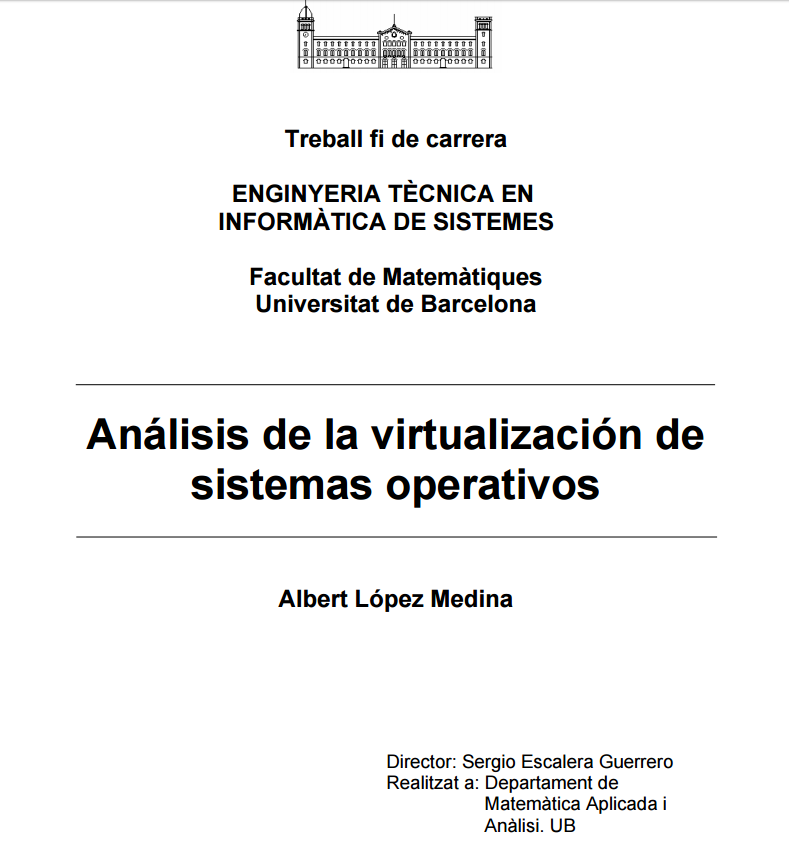 Treball fi de carrera
ENGINYERIA TÈCNICA EN
INFORMÀTICA DE SISTEMES
Facultat de Matemàtiques
Universitat de Barcelona
Análisis de la virtualización de
sistemas operativos
Albert López Medina
Director: Sergio Escalera Guerrero
Realitzat a: Departament de
Matemàtica Aplicada i
Anàlisi. UB